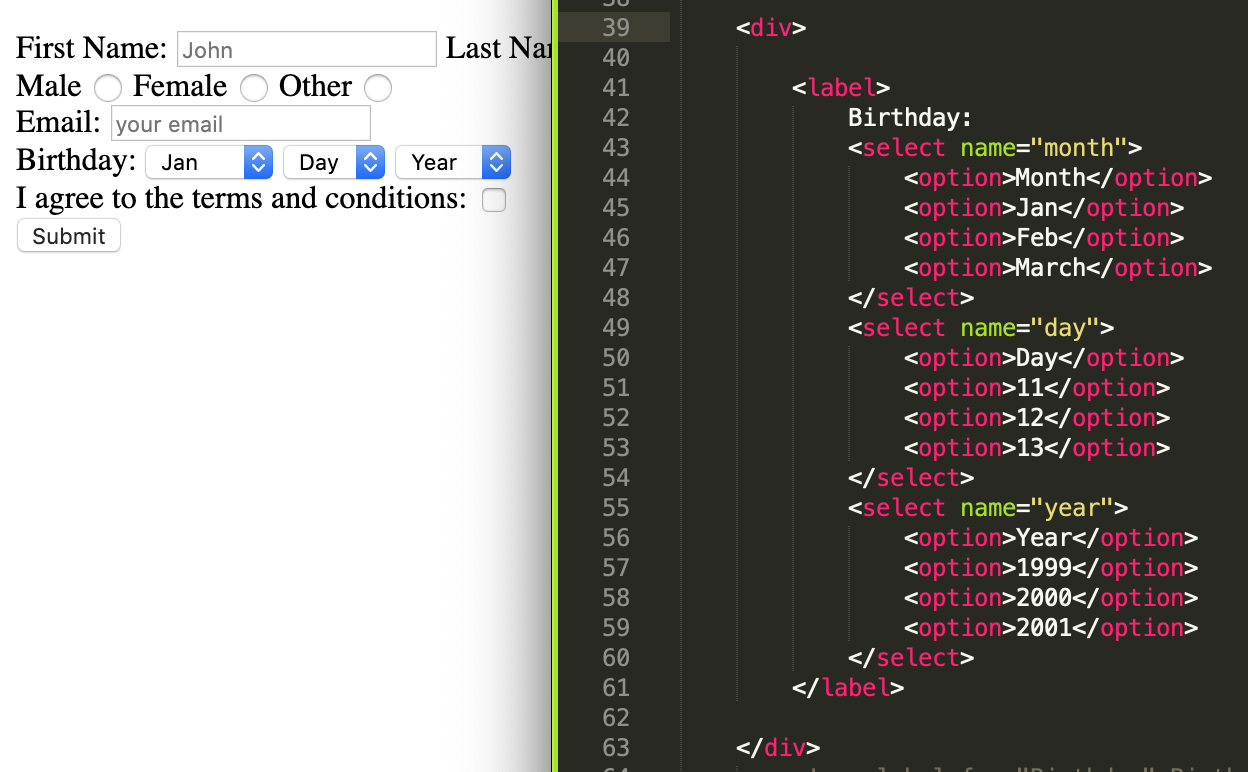 First Name: John Last Na
Male Female Other
Email: your email
Birthday: Jan Day Year
I agree to the terms and conditions:
Submit
39 <div>
40
41 <label>
42 Birthday:
43 <select name="month">
44 <option>Month</option>
45 <option>Jan</option>
46 <option>Feb</option>
47 <option>March</option>
48 </select>
49 <select name="day">
50 <option>Day</option>
51 <option>11</option>
52 <option>12</option>
53 <option>13</option>
54 </select>
55 <select name="year">
56 <option>Year</option>
57 <option>1999</option>
58 <option>2000</option>
59 <option>2001</option>
60 </select>
61 </label>
62
63 </div>